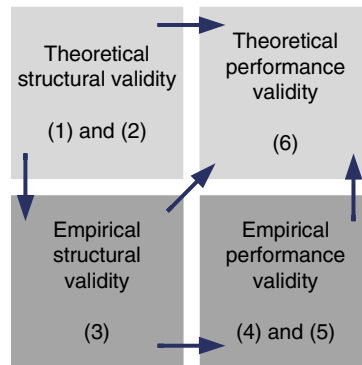 Theoretical
structural validity
(1) and (2)
Theoretical
performance
validity
(6)
Empirical
structural
validity
(3)
Empirical
performance
validity
(4) and (5)